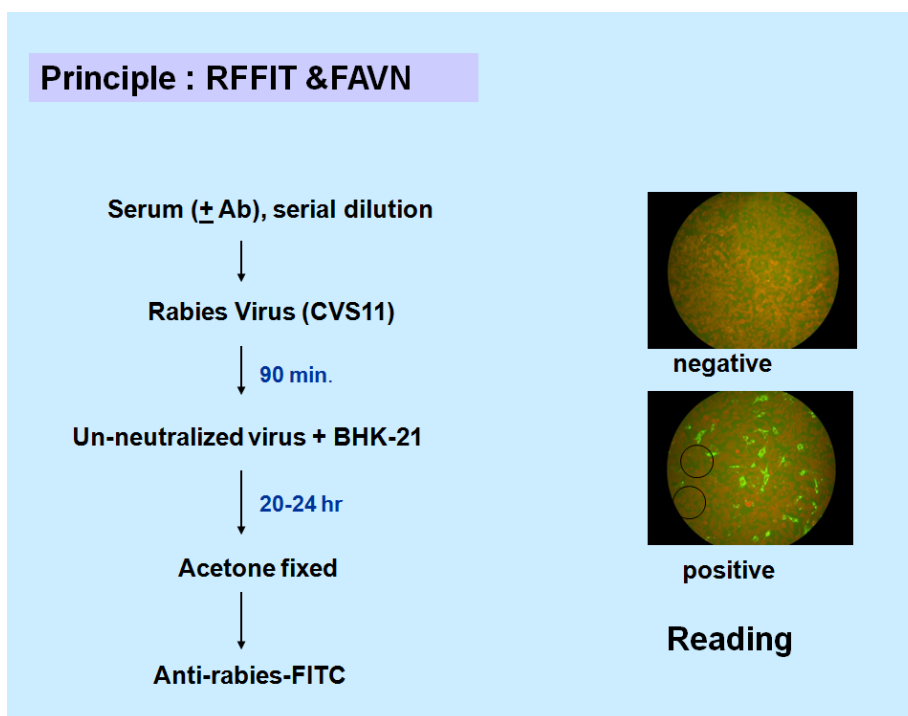 Principle : RFFIT &FAVN
Serum (± Ab), serial dilution
Rabies Virus (CVS11)
90 min.
Un-neutralized virus + BHK-21
20-24 hr
Acetone fixed
Anti-rabies-FITC
negative
positive
Reading